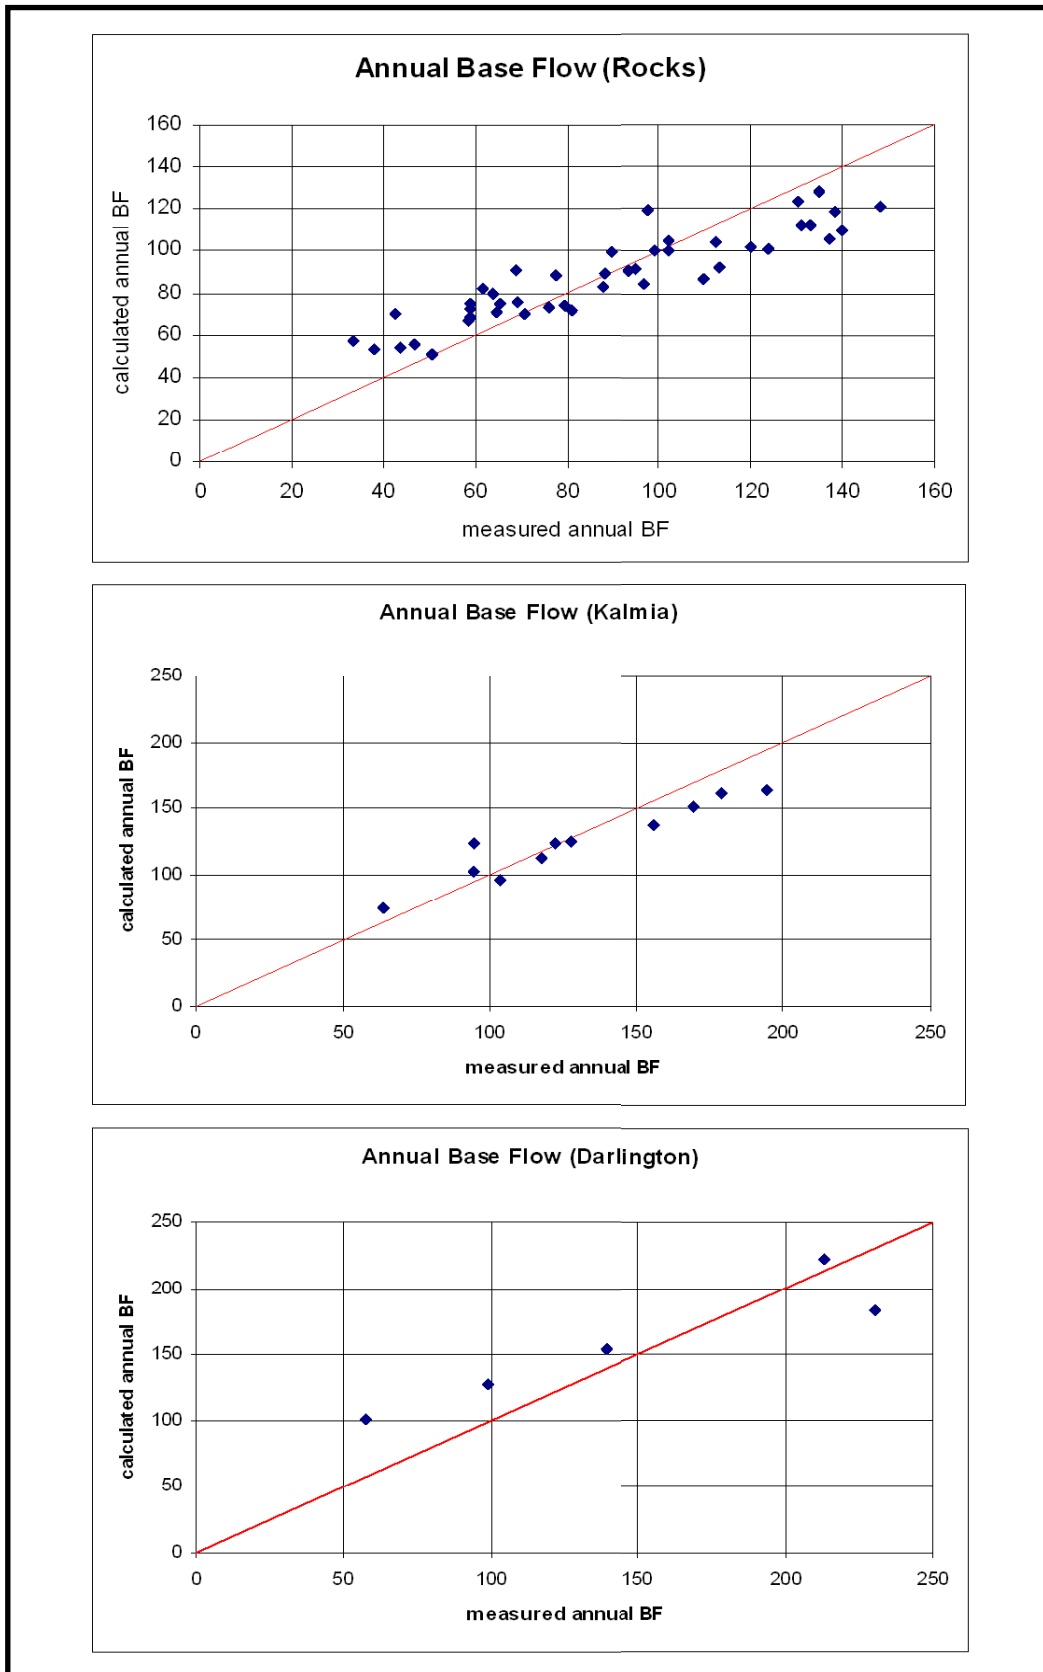 Annual Base Flow (Rocks)
160
140
120
100
80
60
40
20
0
calculated annual BF
0 20 40 60 80 100 120 140 160
measured annual BF
Annual Base Flow (Kalmia)
250
200
150
100
50
0
calculated annual BF
0 50 100 150 200 250
measured annual BF
Annual Base Flow (Darlington)
250
200
150
100
50
0
calculated annual BF
0 50 100 150 200 250
measured annual BF